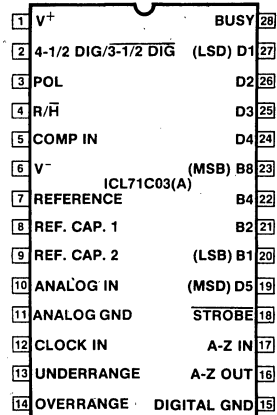 1 V+ BUSY 28
2 4-1/2 DIG/3-1/2 DIG (LSD) D1 27
3 POL D2 26
4 R/H D3 25
5 COMP IN D4 24
6 V- (MSB) B8 23
ICL71C03(A)
7 REFERENCE B4 22
8 REF. CAP. 1 B2 21
9 REF. CAP. 2 (LSB) B1 20
10 ANALOG IN (MSD) D5 19
11 ANALOG GND STROBE 18
12 CLOCK IN A-Z IN 17
13 UNDERRANGE A-Z OUT 16
14 OVERRANGE DIGITAL GND 15